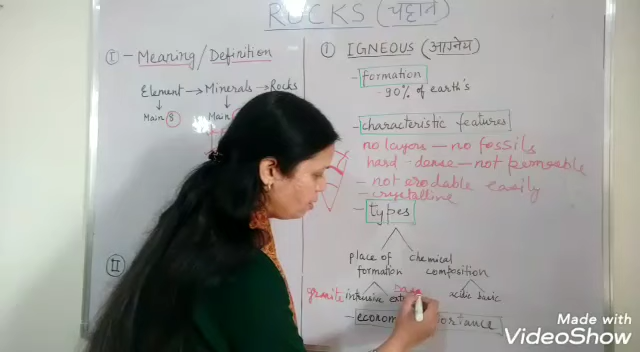 ROCKS (चट्टानें)
I - Meaning/Definition
Element → Minerals → Rocks
Main 8
Main
II
① IGNEOUS (आग्नेय)
- formation
- 90% of earth's
- characteristic features
no layers - no fossils
hard - dense - not permeable
- not erodable easily
- crystalline
- types
place of formation
chemical composition
granite intrusive
acidic basic
- economic
Made with
VideoShow